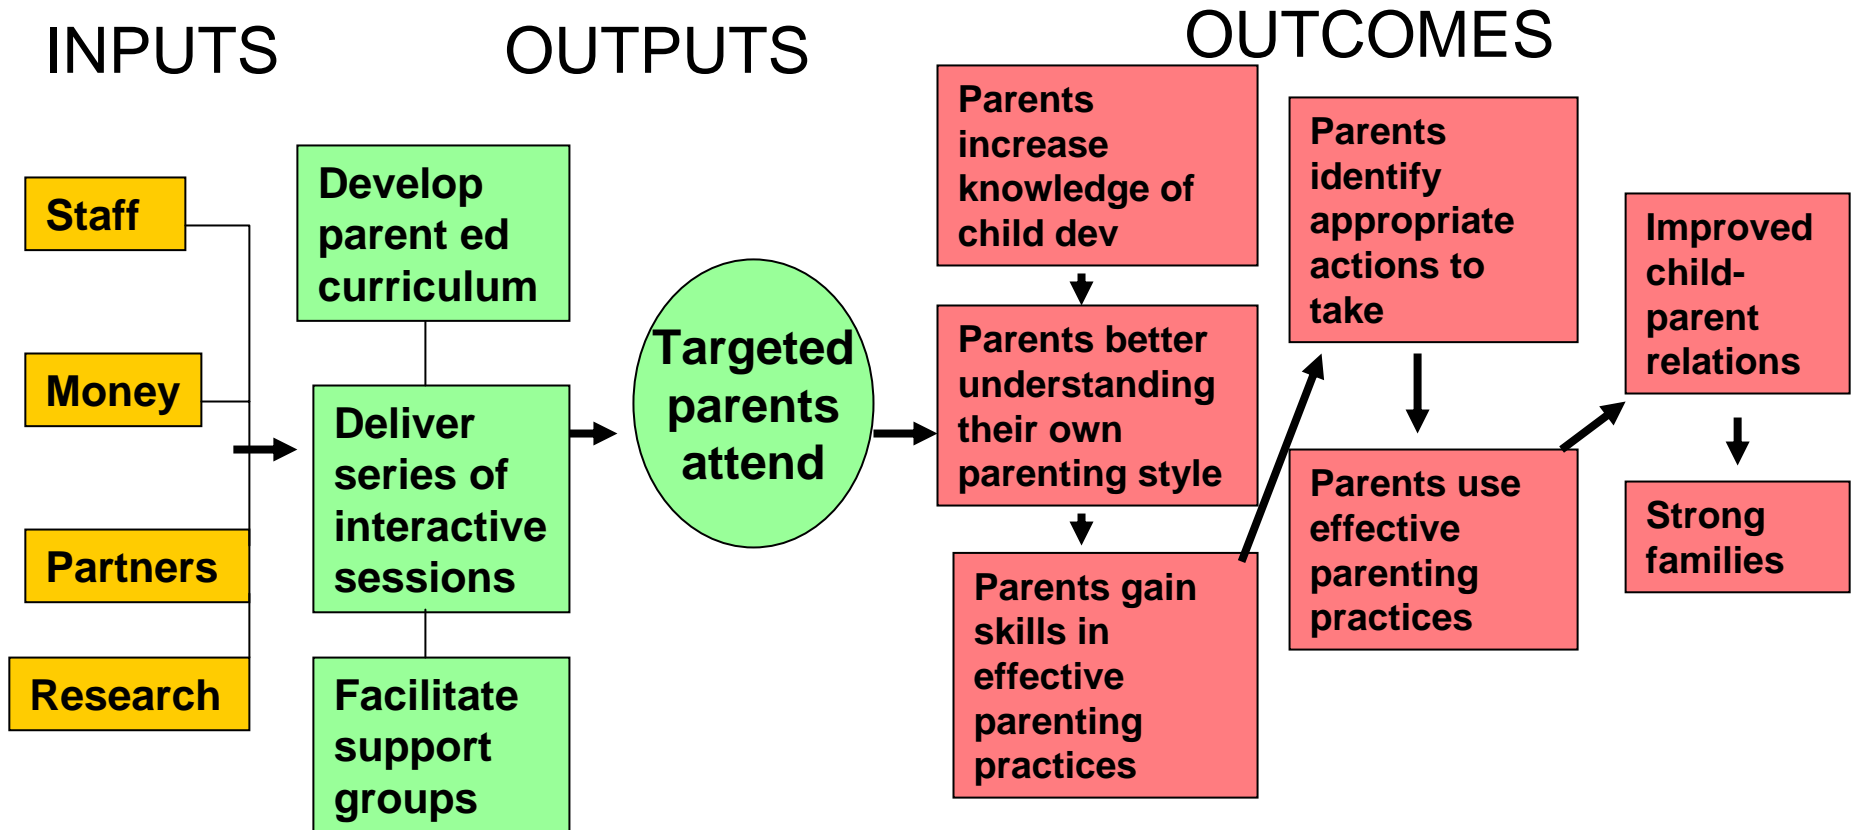 INPUTS
OUTPUTS
OUTCOMES
Staff
Money
Partners
Research
Develop
parent ed
curriculum
Deliver
series of
interactive
sessions
Facilitate
support
groups
Targeted
parents
attend
Parents
increase
knowledge of
child dev
Parents better
understanding
their own
parenting style
Parents gain
skills in
effective
parenting
practices
Parents
identify
appropriate
actions to
take
Parents use
effective
parenting
practices
Improved
child-
parent
relations
Strong
families